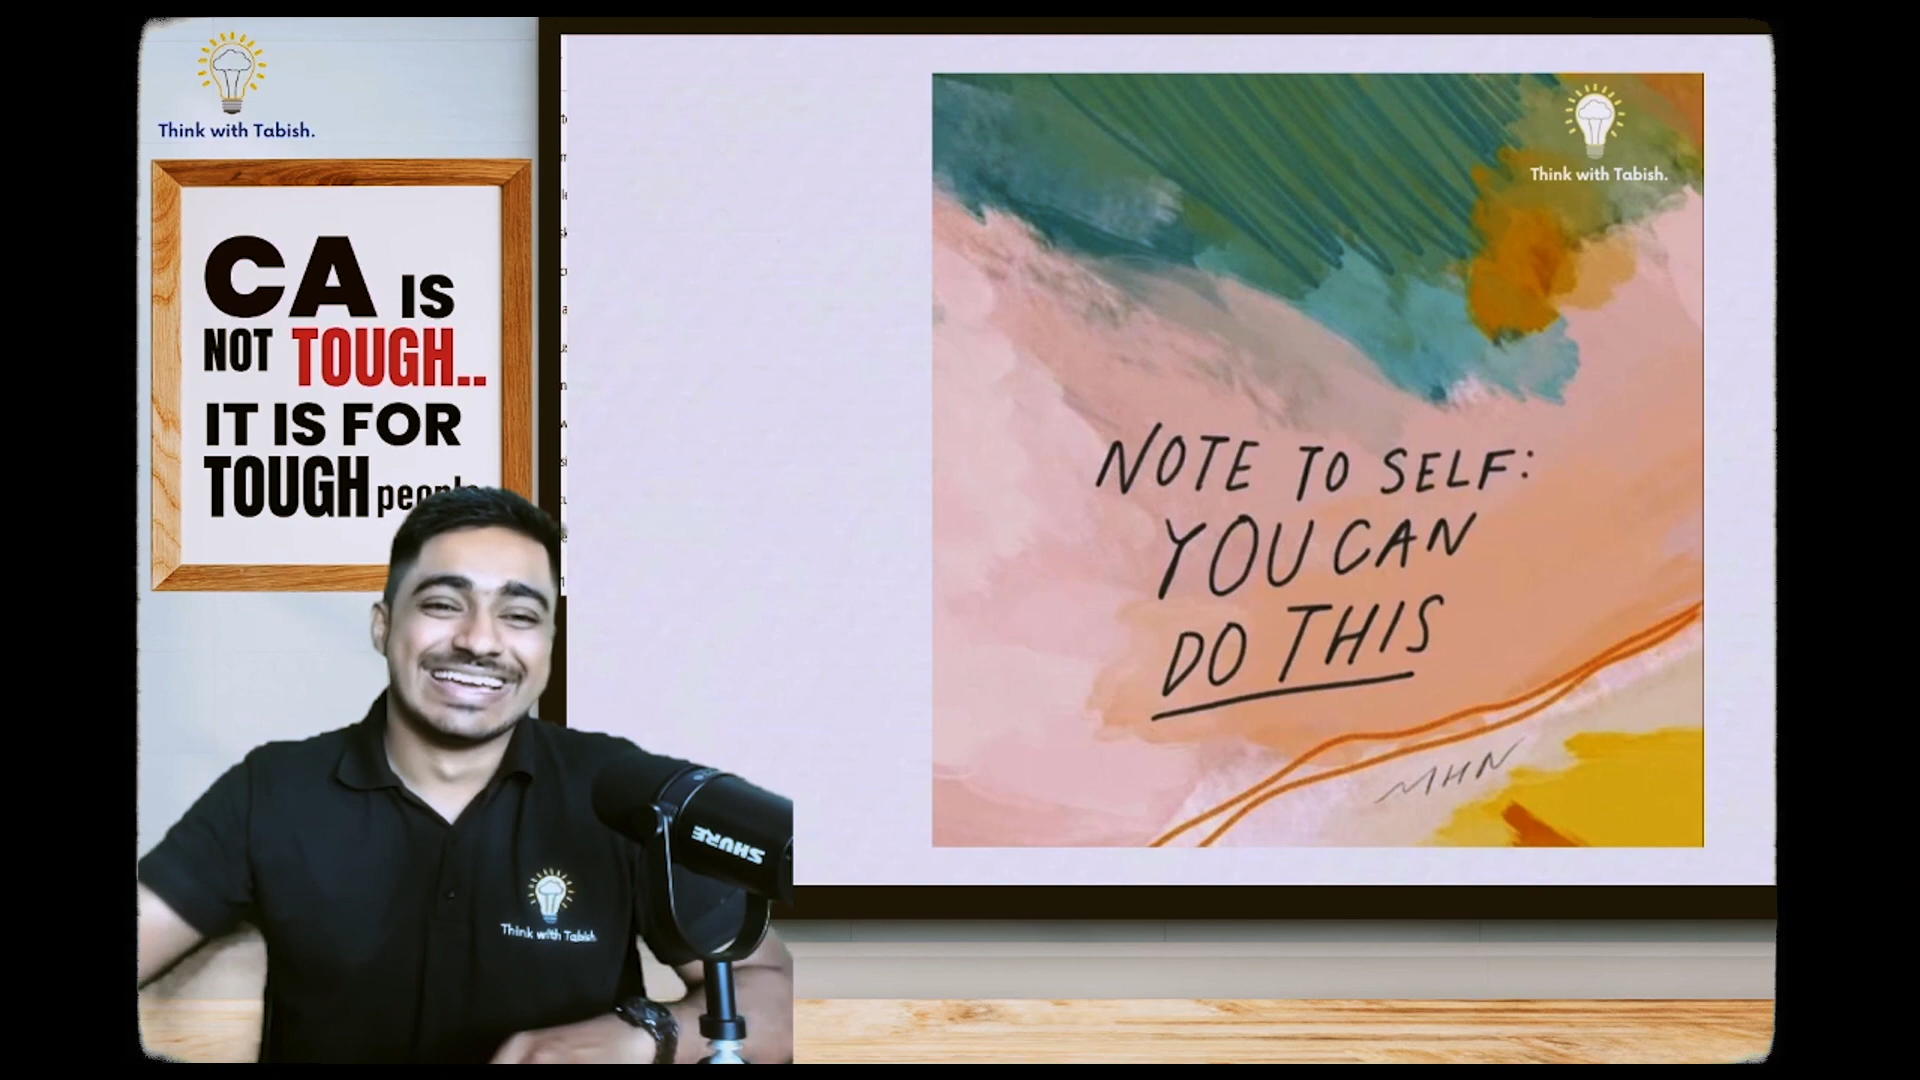 Think with Tabish.
CA IS
NOT TOUGH..
IT IS FOR
TOUGH people
Think with Tabish.
NOTE TO SELF:
YOU CAN
DO THIS
MHN
SHURE
Think with Tabish.